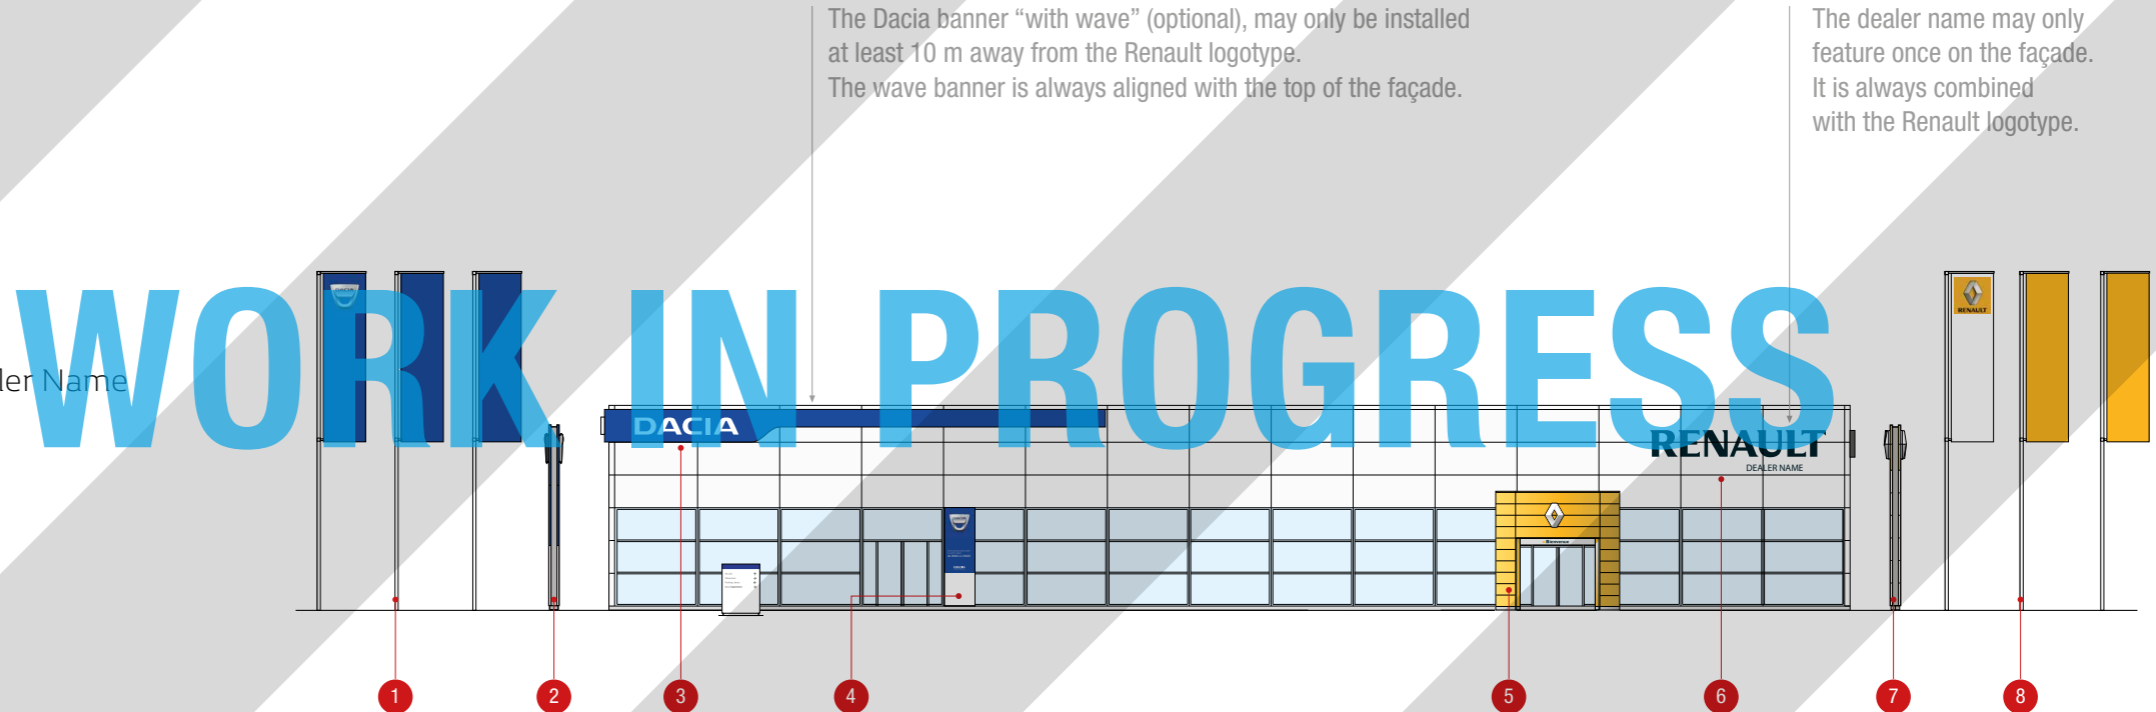 The Dacia banner “with wave” (optional), may only be installed
at least 10 m away from the Renault logotype.
The wave banner is always aligned with the top of the façade.
The dealer name may only
feature once on the façade.
It is always combined
with the Renault logotype.
WORK IN PROGRESS
ler Name
DACIA
RENAULT
DEALER NAME
RENAULT
Bienvenue
1
2
3
4
5
6
7
8